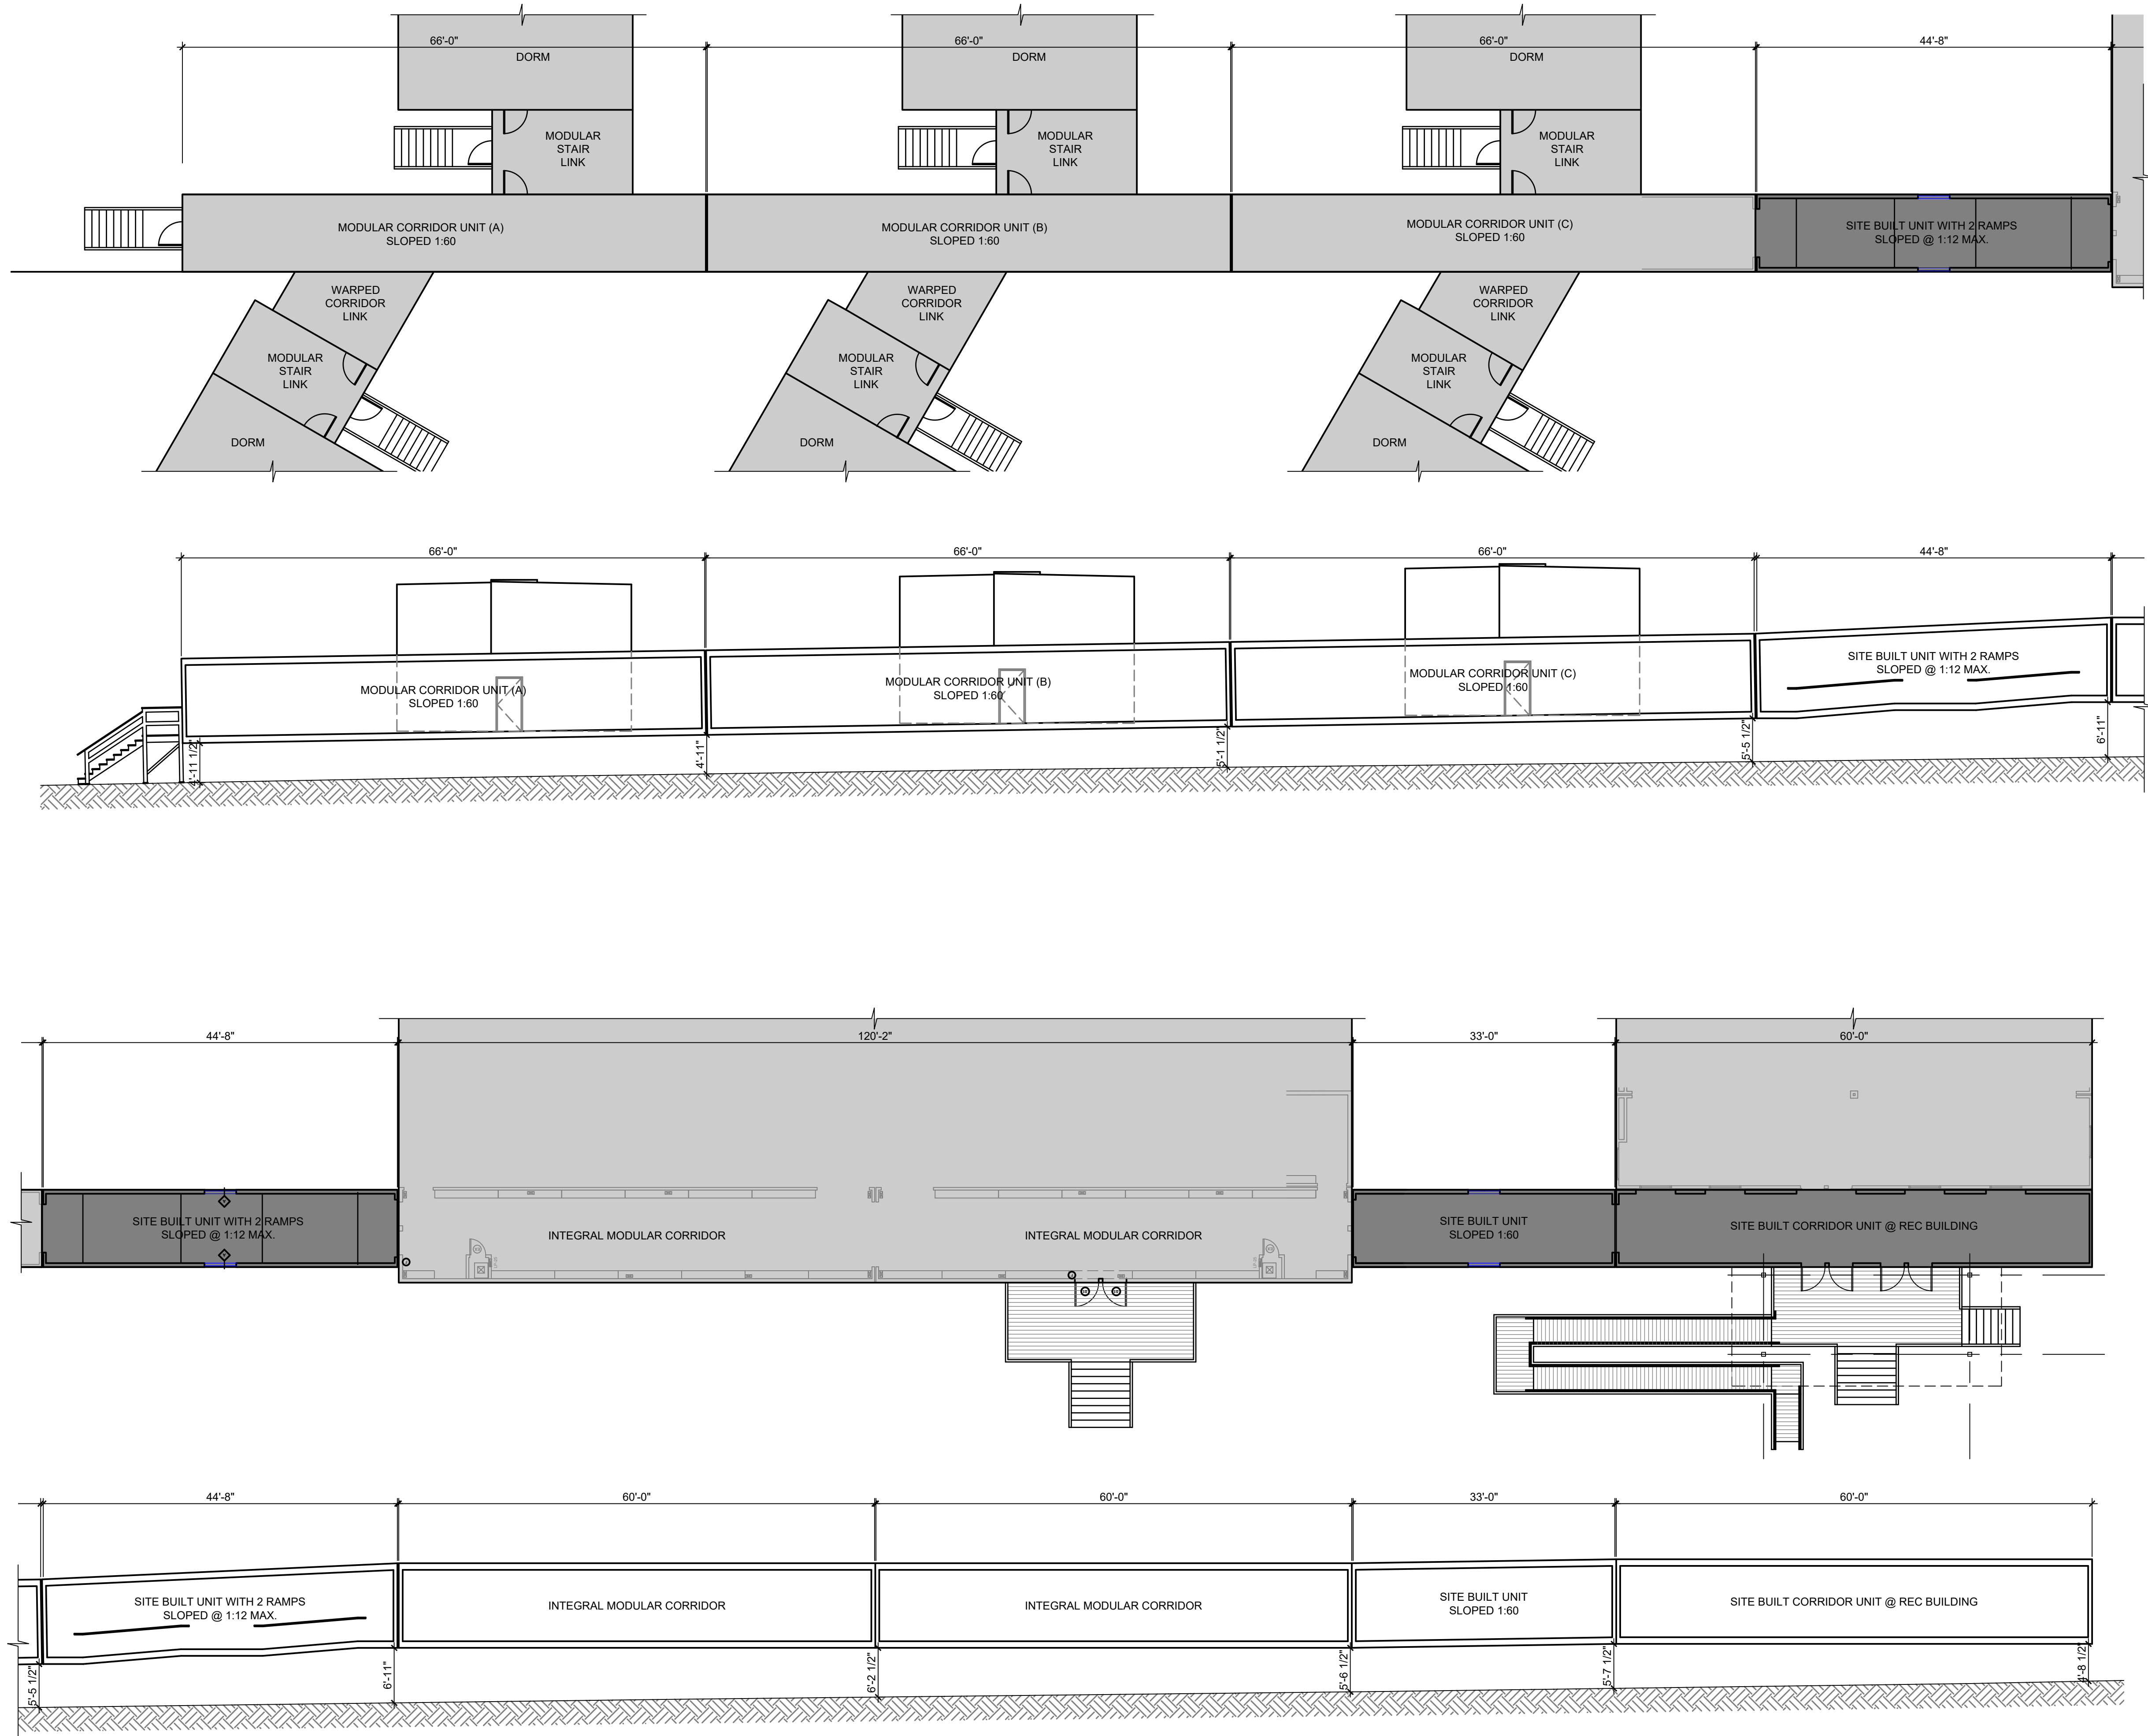 66'-0"
66'-0"
66'-0"
44'-8"
DORM
DORM
DORM
MODULAR
STAIR
LINK
MODULAR
STAIR
LINK
MODULAR
STAIR
LINK
MODULAR CORRIDOR UNIT (A)
SLOPED 1:60
MODULAR CORRIDOR UNIT (B)
SLOPED 1:60
MODULAR CORRIDOR UNIT (C)
SLOPED 1:60
SITE BUILT UNIT WITH 2 RAMPS
SLOPED @ 1:12 MAX.
WARPED
CORRIDOR
LINK
WARPED
CORRIDOR
LINK
WARPED
CORRIDOR
LINK
MODULAR
STAIR
LINK
MODULAR
STAIR
LINK
MODULAR
STAIR
LINK
DORM
DORM
DORM
66'-0"
66'-0"
66'-0"
44'-8"
MODULAR CORRIDOR UNIT (A)
SLOPED 1:60
MODULAR CORRIDOR UNIT (B)
SLOPED 1:60
MODULAR CORRIDOR UNIT (C)
SLOPED 1:60
SITE BUILT UNIT WITH 2 RAMPS
SLOPED @ 1:12 MAX.
4'-11 1/2"
4'-11"
5'-1 1/2"
5'-5 1/2"
6'-11"
44'-8"
120'-2"
33'-0"
60'-0"
SITE BUILT UNIT WITH 2 RAMPS
SLOPED @ 1:12 MAX.
INTEGRAL MODULAR CORRIDOR
INTEGRAL MODULAR CORRIDOR
SITE BUILT UNIT
SLOPED 1:60
SITE BUILT CORRIDOR UNIT @ REC BUILDING
44'-8"
60'-0"
60'-0"
33'-0"
60'-0"
SITE BUILT UNIT WITH 2 RAMPS
SLOPED @ 1:12 MAX.
INTEGRAL MODULAR CORRIDOR
INTEGRAL MODULAR CORRIDOR
SITE BUILT UNIT
SLOPED 1:60
SITE BUILT CORRIDOR UNIT @ REC BUILDING
5'-5 1/2"
6'-11"
6'-2 1/2"
5'-6 1/2"
5'-7 1/2"
4'-8 1/2"